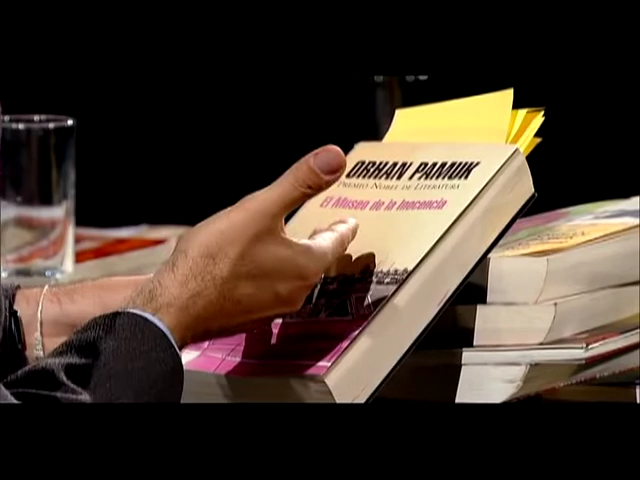 ORHAN PAMUK
PREMIO NOBEL DE LITERATURA
El Museo de la Inocencia